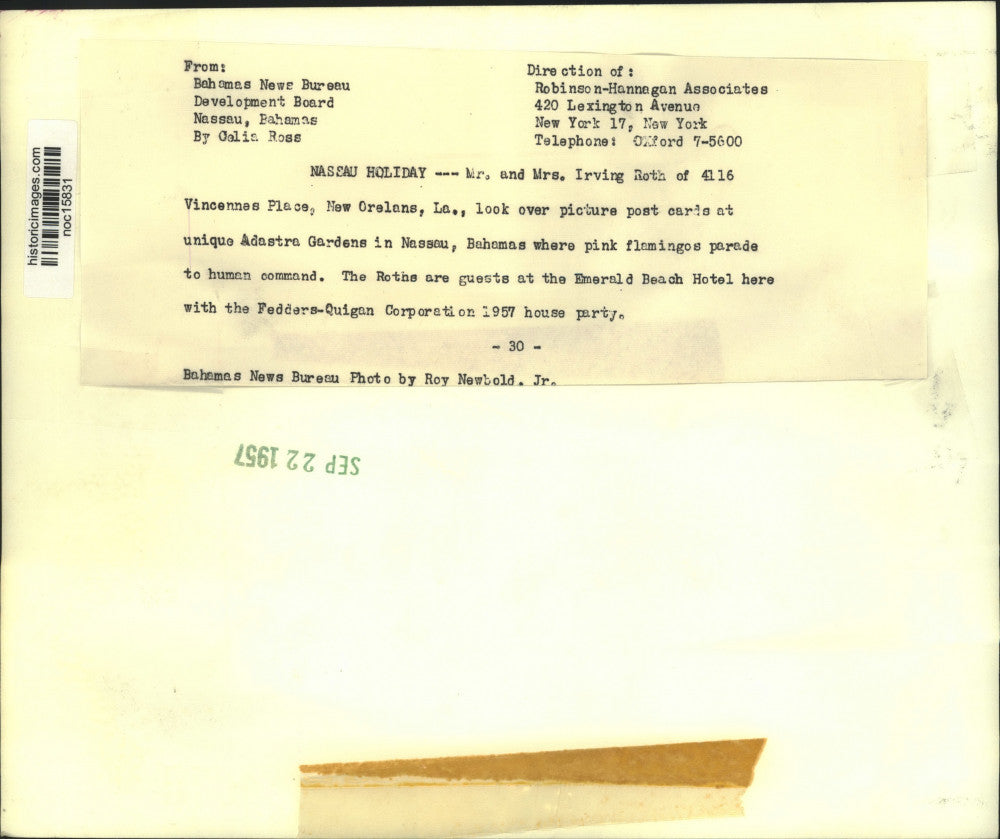 From:
Bahamas News Bureau
Development Board
Nassau, Bahamas
By Celia Ross
Direction of:
Robinson-Hannagan Associates
420 Lexington Avenue
New York 17, New York
Telephone: OXford 7-5600
NASSAU HOLIDAY --- Mr. and Mrs. Irving Roth of 4116
Vincennes Place, New Orelans, La., look over picture post cards at
unique Adastra Gardens in Nassau, Bahamas where pink flamingos parade
to human command. The Roths are guests at the Emerald Beach Hotel here
with the Fedders-Quigan Corporation 1957 house party.
- 30 -
Bahamas News Bureau Photo by Roy Newbold, Jr.
historicimages.com
noc15831
SEP 22 1957